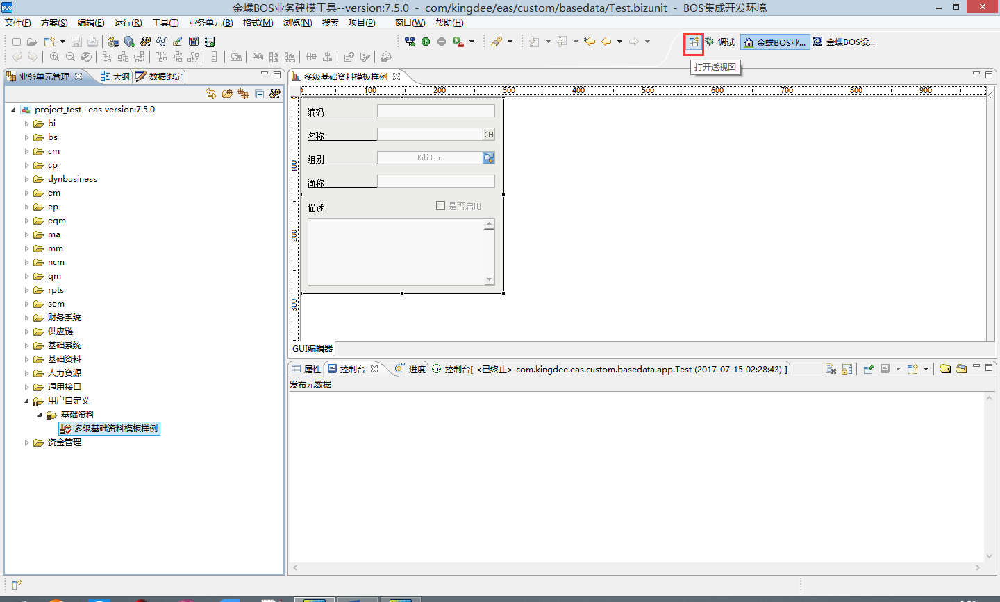 BOS 金蝶BOS业务建模工具--version:7.5.0 - com/kingdee/eas/custom/basedata/Test.bizunit - BOS集成开发环境
文件(F) 方案(S) 编辑(E) 运行(R) 工具(T) 业务单元(B) 格式(M) 浏览(N) 搜索 项目(P) 窗口(W) 帮助(H)
调试 金蝶BOS业... 金蝶BOS设...
打开透视图
业务单元管理 大纲 数据绑定
多级基础资料模板样例
0 100 200 300 400 500 600 700 800 900
project_test--eas version:7.5.0
bi
bs
cm
cp
dynbusiness
em
ep
eqm
ma
mm
ncm
qm
rpts
sem
财务系统
供应链
基础系统
基础资料
人力资源
通用接口
用户自定义
基础资料
多级基础资料模板样例
资金管理
0
100
200
300
编码:
名称: CH
组别 Editor
简称:
描述: 是否启用
GUI编辑器
属性 控制台 进度 控制台[ <已终止> com.kingdee.eas.custom.basedata.app.Test (2017-07-15 02:28:43) ]
发布元数据